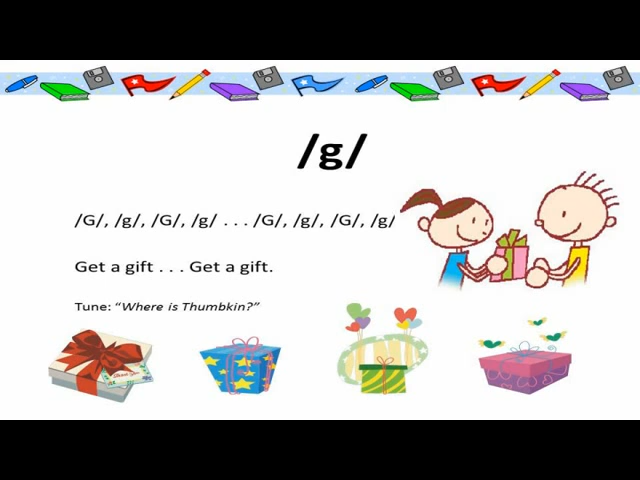 /g/
/G/, /g/, /G/, /g/ . . . /G/, /g/, /G/, /g/
Get a gift . . . Get a gift.
Tune: “Where is Thumbkin?”